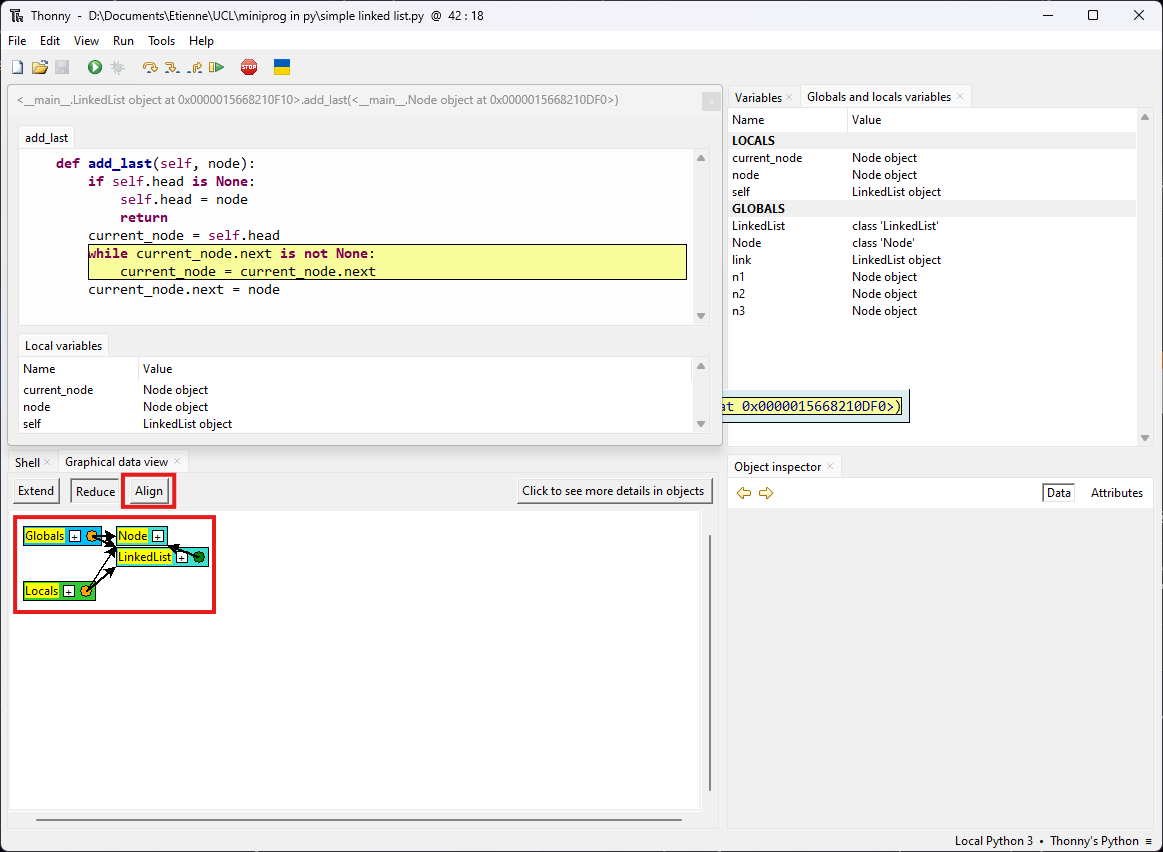 Thonny - D:\Documents\Etienne\UCL\miniprog in py\simple linked list.py @ 42 : 18
File Edit View Run Tools Help
STOP
<__main__.LinkedList object at 0x0000015668210F10>.add_last(<__main__.Node object at 0x0000015668210DF0>)
add_last
def add_last(self, node):
if self.head is None:
self.head = node
return
current_node = self.head
while current_node.next is not None:
current_node = current_node.next
current_node.next = node
Local variables
Name Value
current_node Node object
node Node object
self LinkedList object
Variables Globals and locals variables
Name Value
LOCALS
current_node Node object
node Node object
self LinkedList object
GLOBALS
LinkedList class 'LinkedList'
Node class 'Node'
link LinkedList object
n1 Node object
n2 Node object
n3 Node object
at 0x0000015668210DF0>)
Shell Graphical data view
Extend Reduce Align Click to see more details in objects
Globals + Node +
LinkedList +
Locals +
Object inspector
Data Attributes
Local Python 3 • Thonny's Python ≡